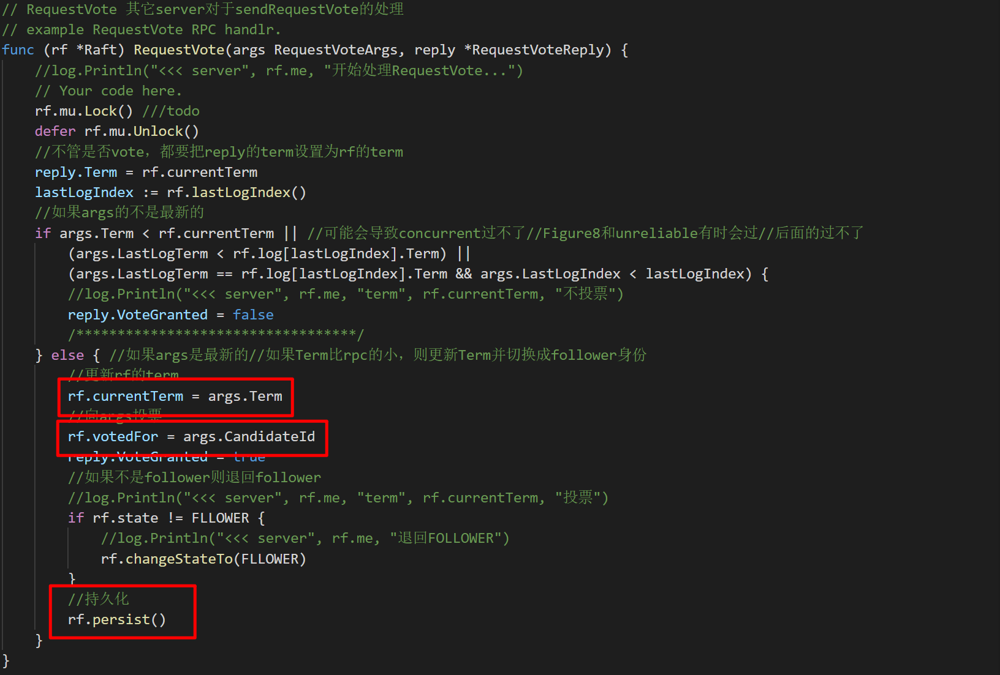 // RequestVote 其它server对于sendRequestVote的处理
// example RequestVote RPC handlr.
func (rf *Raft) RequestVote(args RequestVoteArgs, reply *RequestVoteReply) {
//log.Println("<<< server", rf.me, "开始处理RequestVote...")
// Your code here.
rf.mu.Lock() ///todo
defer rf.mu.Unlock()
//不管是否vote，都要把reply的term设置为rf的term
reply.Term = rf.currentTerm
lastLogIndex := rf.lastLogIndex()
//如果args的不是最新的
if args.Term < rf.currentTerm || //可能会导致concurrent过不了//Figure8和unreliable有时会过//后面的过不了
(args.LastLogTerm < rf.log[lastLogIndex].Term) ||
(args.LastLogTerm == rf.log[lastLogIndex].Term && args.LastLogIndex < lastLogIndex) {
//log.Println("<<< server", rf.me, "term", rf.currentTerm, "不投票")
reply.VoteGranted = false
/**********************************/
} else { //如果args是最新的//如果Term比rpc的小，则更新Term并切换成follower身份
//更新rf的term
rf.currentTerm = args.Term
//向args投票
rf.votedFor = args.CandidateId
reply.VoteGranted = true
//如果不是follower则退回follower
//log.Println("<<< server", rf.me, "term", rf.currentTerm, "投票")
if rf.state != FLLOWER {
//log.Println("<<< server", rf.me, "退回FOLLOWER")
rf.changeStateTo(FLLOWER)
}
//持久化
rf.persist()
}
}